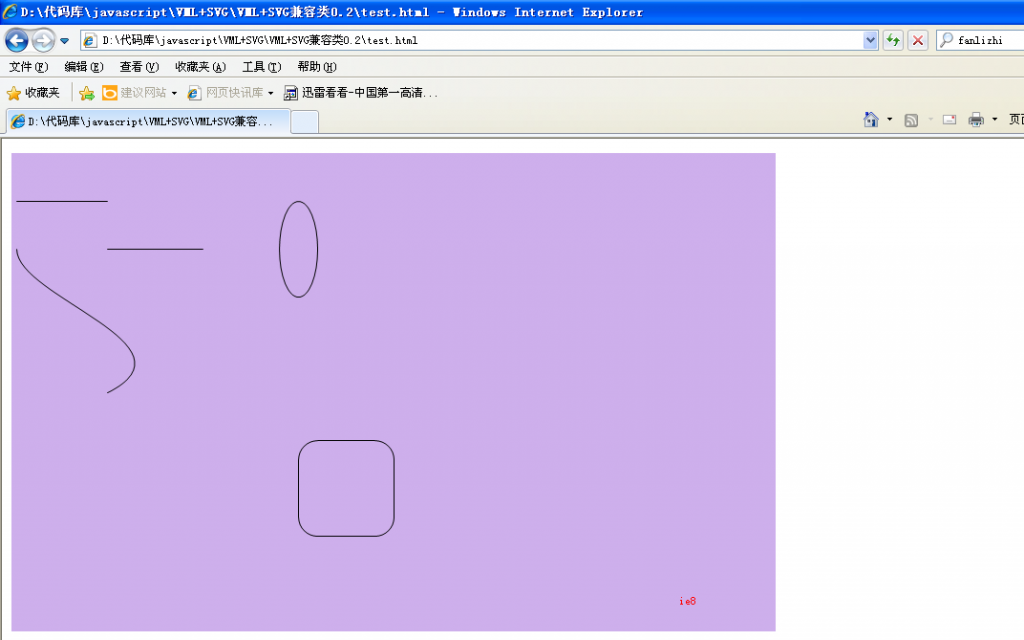 D:\代码库\javascript\VML+SVG\VML+SVG兼容类0.2\test.html - Windows Internet Explorer
D:\代码库\javascript\VML+SVG\VML+SVG兼容类0.2\test.html fanlizhi
文件(F) 编辑(E) 查看(V) 收藏夹(A) 工具(T) 帮助(H)
收藏夹 建议网站 网页快讯库 迅雷看看-中国第一高清...
D:\代码库\javascript\VML+SVG\VML+SVG兼容... 页面
ie8